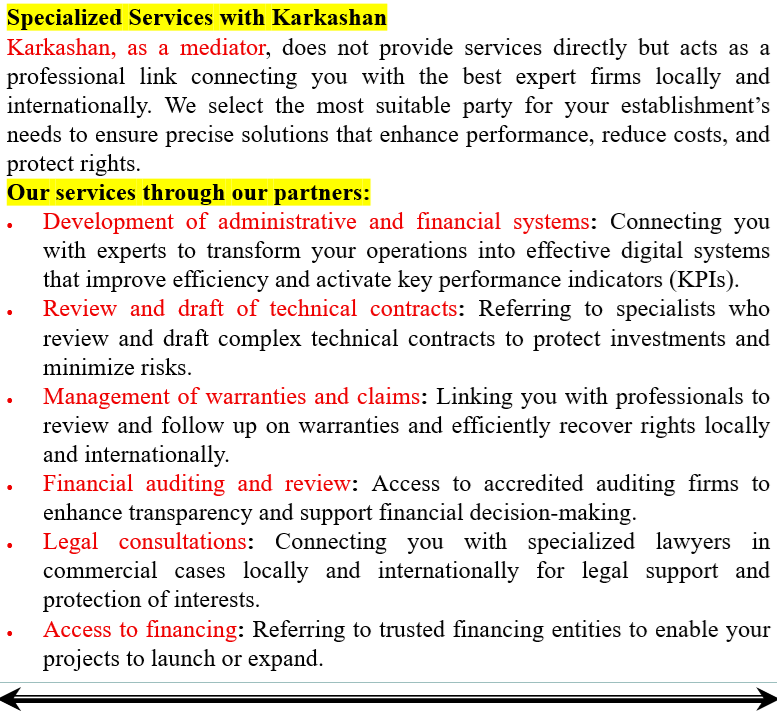 Specialized Services with Karkashan
Karkashan, as a mediator, does not provide services directly but acts as a
professional link connecting you with the best expert firms locally and
internationally. We select the most suitable party for your establishment’s
needs to ensure precise solutions that enhance performance, reduce costs, and
protect rights.
Our services through our partners:
• Development of administrative and financial systems: Connecting you
with experts to transform your operations into effective digital systems
that improve efficiency and activate key performance indicators (KPIs).
• Review and draft of technical contracts: Referring to specialists who
review and draft complex technical contracts to protect investments and
minimize risks.
• Management of warranties and claims: Linking you with professionals to
review and follow up on warranties and efficiently recover rights locally
and internationally.
• Financial auditing and review: Access to accredited auditing firms to
enhance transparency and support financial decision-making.
• Legal consultations: Connecting you with specialized lawyers in
commercial cases locally and internationally for legal support and
protection of interests.
• Access to financing: Referring to trusted financing entities to enable your
projects to launch or expand.